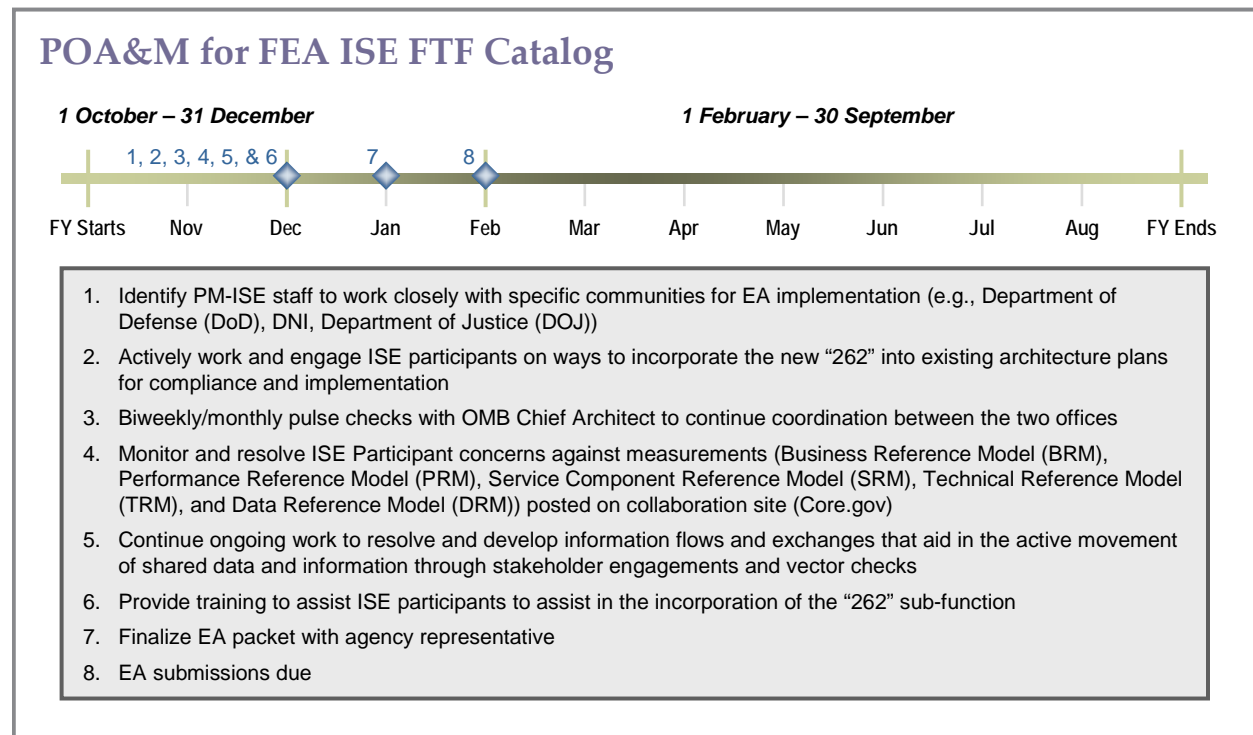 POA&M for FEA ISE FTF Catalog
1 October – 31 December
1 February – 30 September
1, 2, 3, 4, 5, & 6
7
8
FY Starts
Nov
Dec
Jan
Feb
Mar
Apr
May
Jun
Jul
Aug
FY Ends
1. Identify PM-ISE staff to work closely with specific communities for EA implementation (e.g., Department of
Defense (DoD), DNI, Department of Justice (DOJ))
2. Actively work and engage ISE participants on ways to incorporate the new “262” into existing architecture plans
for compliance and implementation
3. Biweekly/monthly pulse checks with OMB Chief Architect to continue coordination between the two offices
4. Monitor and resolve ISE Participant concerns against measurements (Business Reference Model (BRM),
Performance Reference Model (PRM), Service Component Reference Model (SRM), Technical Reference Model
(TRM), and Data Reference Model (DRM)) posted on collaboration site (Core.gov)
5. Continue ongoing work to resolve and develop information flows and exchanges that aid in the active movement
of shared data and information through stakeholder engagements and vector checks
6. Provide training to assist ISE participants to assist in the incorporation of the “262” sub-function
7. Finalize EA packet with agency representative
8. EA submissions due